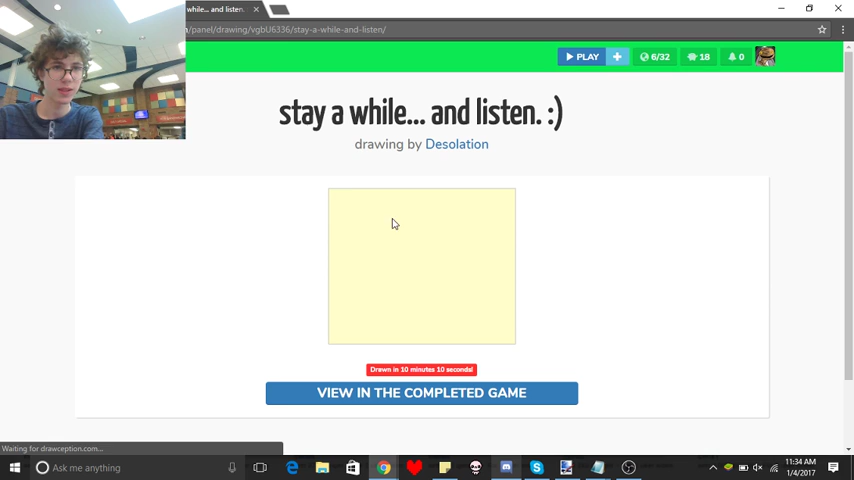 while... and listen.
/panel/drawing/vgbU6336/stay-a-while-and-listen/
PLAY
6/32
18
0
stay a while... and listen. :)
drawing by Desolation
Drawn in 10 minutes 10 seconds!
VIEW IN THE COMPLETED GAME
Waiting for drawception.com...
Ask me anything
11:34 AM
1/4/2017